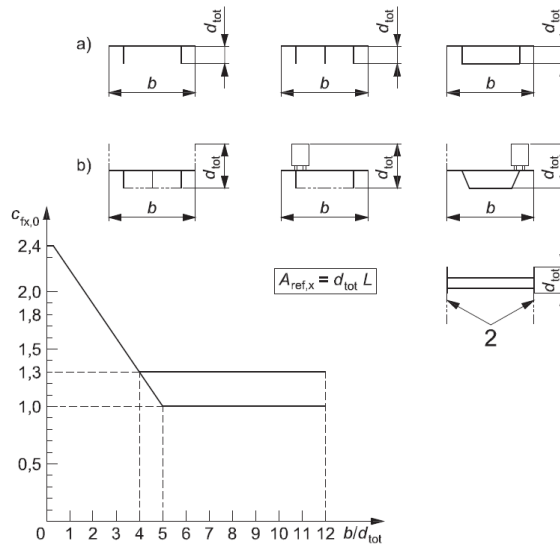 a)
d_tot
b
d_tot
b
d_tot
b
b)
d_tot
b
d_tot
b
d_tot
b
c_fx,0
A_ref,x = d_tot L
d_tot
2
2,4
2,0
1,8
1,5
1,3
1,0
0,5
0 1 2 3 4 5 6 7 8 9 10 11 12 b/d_tot